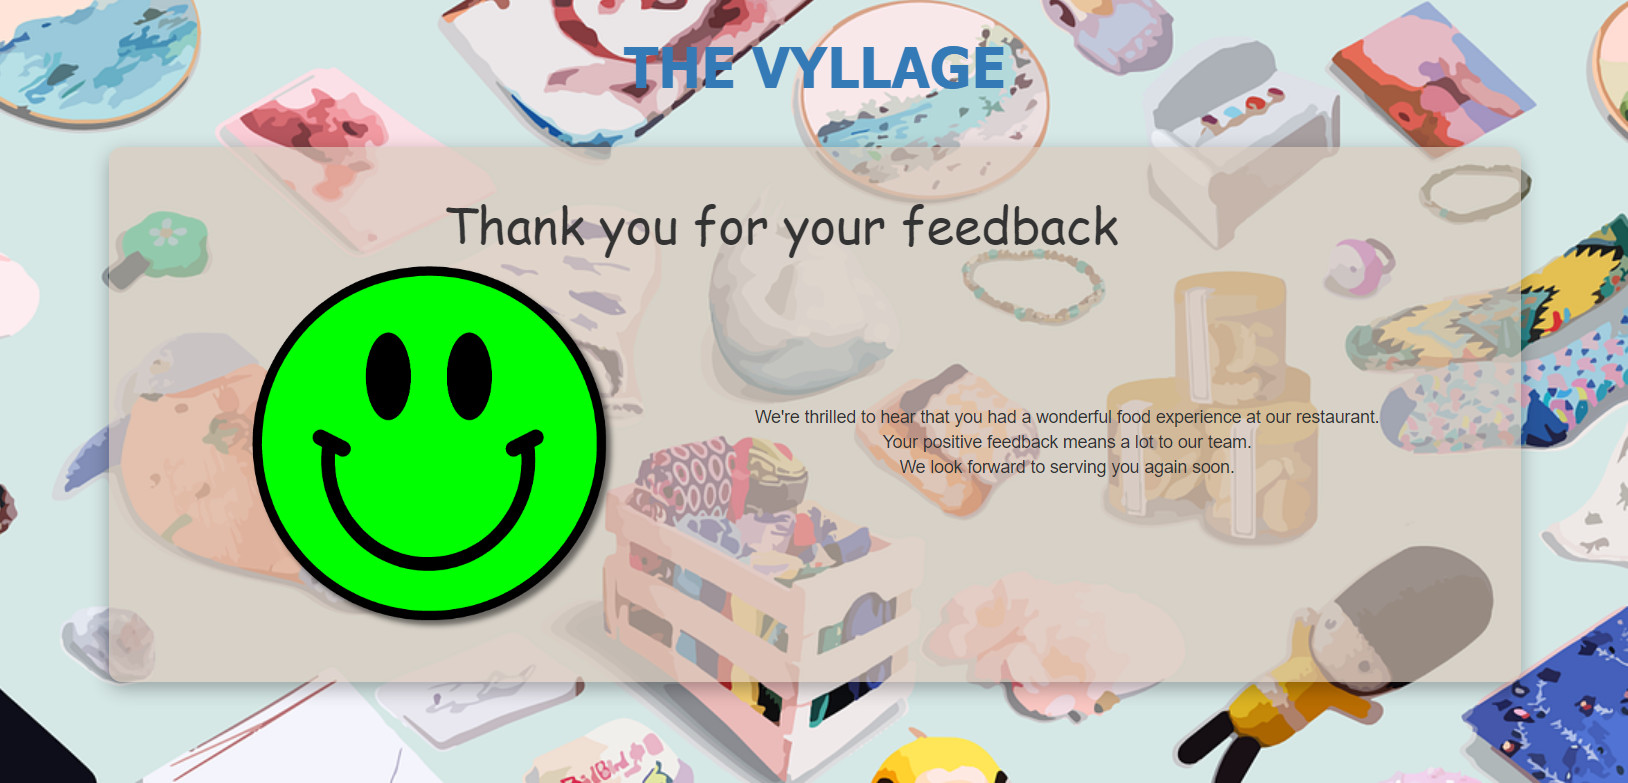 THE VYLLAGE
Thank you for your feedback
We're thrilled to hear that you had a wonderful food experience at our restaurant.
Your positive feedback means a lot to our team.
We look forward to serving you again soon.